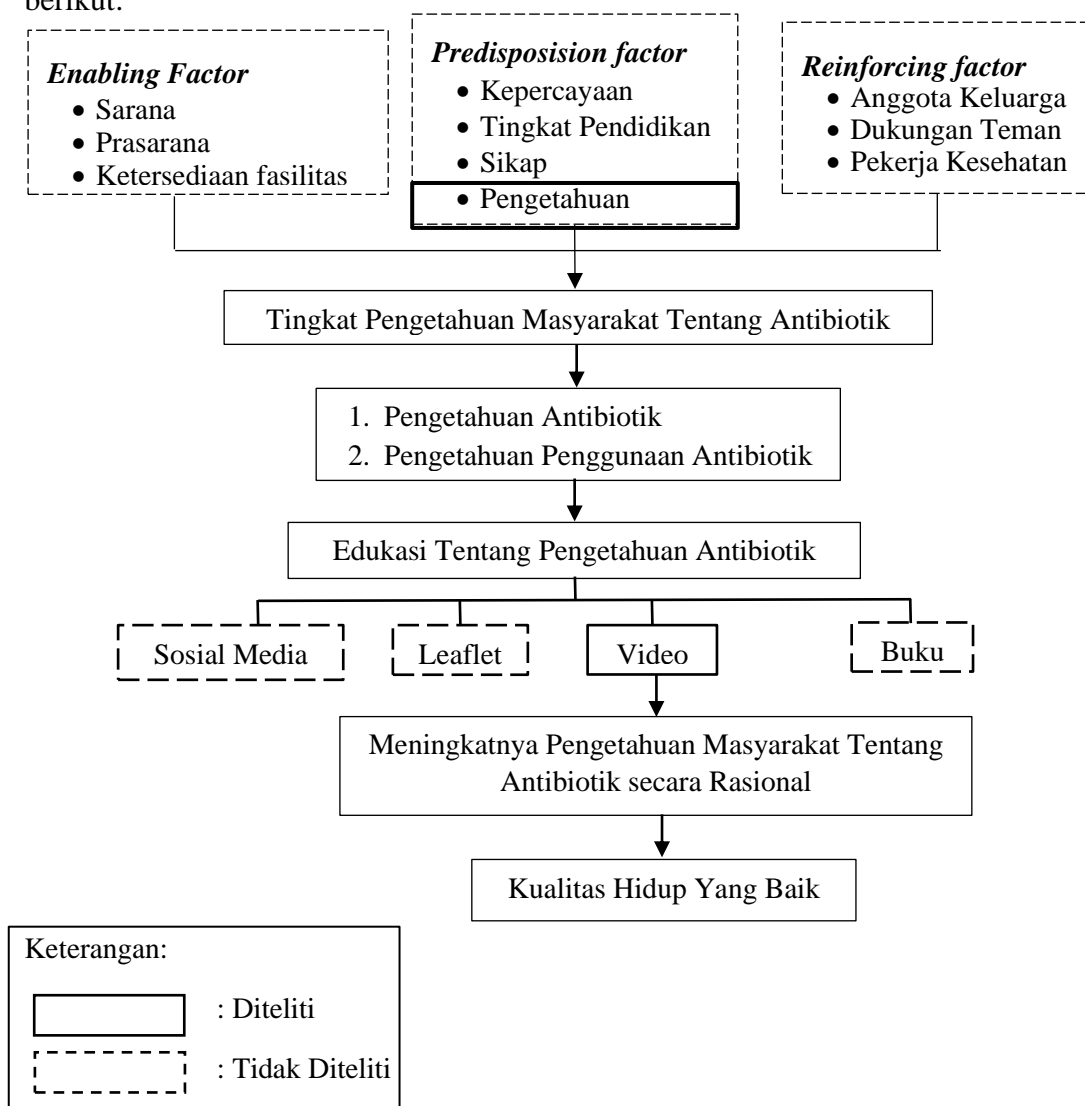 berikut:
Enabling Factor
• Sarana
• Prasarana
• Ketersediaan fasilitas
Predisposision factor
• Kepercayaan
• Tingkat Pendidikan
• Sikap
• Pengetahuan
Reinforcing factor
• Anggota Keluarga
• Dukungan Teman
• Pekerja Kesehatan
Tingkat Pengetahuan Masyarakat Tentang Antibiotik
1. Pengetahuan Antibiotik
2. Pengetahuan Penggunaan Antibiotik
Edukasi Tentang Pengetahuan Antibiotik
Sosial Media
Leaflet
Video
Buku
Meningkatnya Pengetahuan Masyarakat Tentang
Antibiotik secara Rasional
Kualitas Hidup Yang Baik
Keterangan:
: Diteliti
: Tidak Diteliti